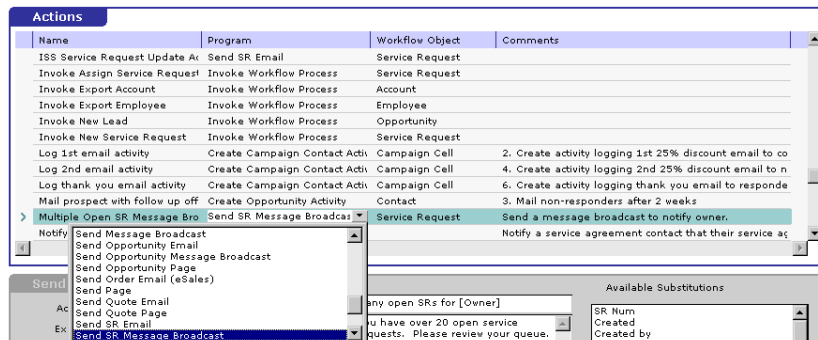 Actions
Name Program Workflow Object Comments
ISS Service Request Update Ac Send SR Email Service Request
Invoke Assign Service Request Invoke Workflow Process Service Request
Invoke Export Account Invoke Workflow Process Account
Invoke Export Employee Invoke Workflow Process Employee
Invoke New Lead Invoke Workflow Process Opportunity
Invoke New Service Request Invoke Workflow Process Service Request
Log 1st email activity Create Campaign Contact Activ Campaign Cell 2. Create activity logging 1st 25% discount email to co
Log 2nd email activity Create Campaign Contact Activ Campaign Cell 4. Create activity logging 2nd 25% discount email to n
Log thank you email activity Create Campaign Contact Activ Campaign Cell 6. Create activity logging thank you email to responde
Mail prospect with follow up off Create Opportunity Activity Contact 3. Mail non-responders after 2 weeks
Multiple Open SR Message Bro Send SR Message Broadcas Service Request Send a message broadcast to notify owner.
Notify Notify a service agreement contact that their service ag
Send Message Broadcast
Send Opportunity Email
Send Opportunity Message Broadcast
Send Opportunity Page
Send Order Email (eSales)
Send Page
Send Quote Email
Send Quote Page
Send SR Email
Send SR Message Broadcast
Send
Ac
Ex
any open SRs for [Owner]
u have over 20 open service
quests. Please review your queue.
Available Substitutions
SR Num
Created
Created by